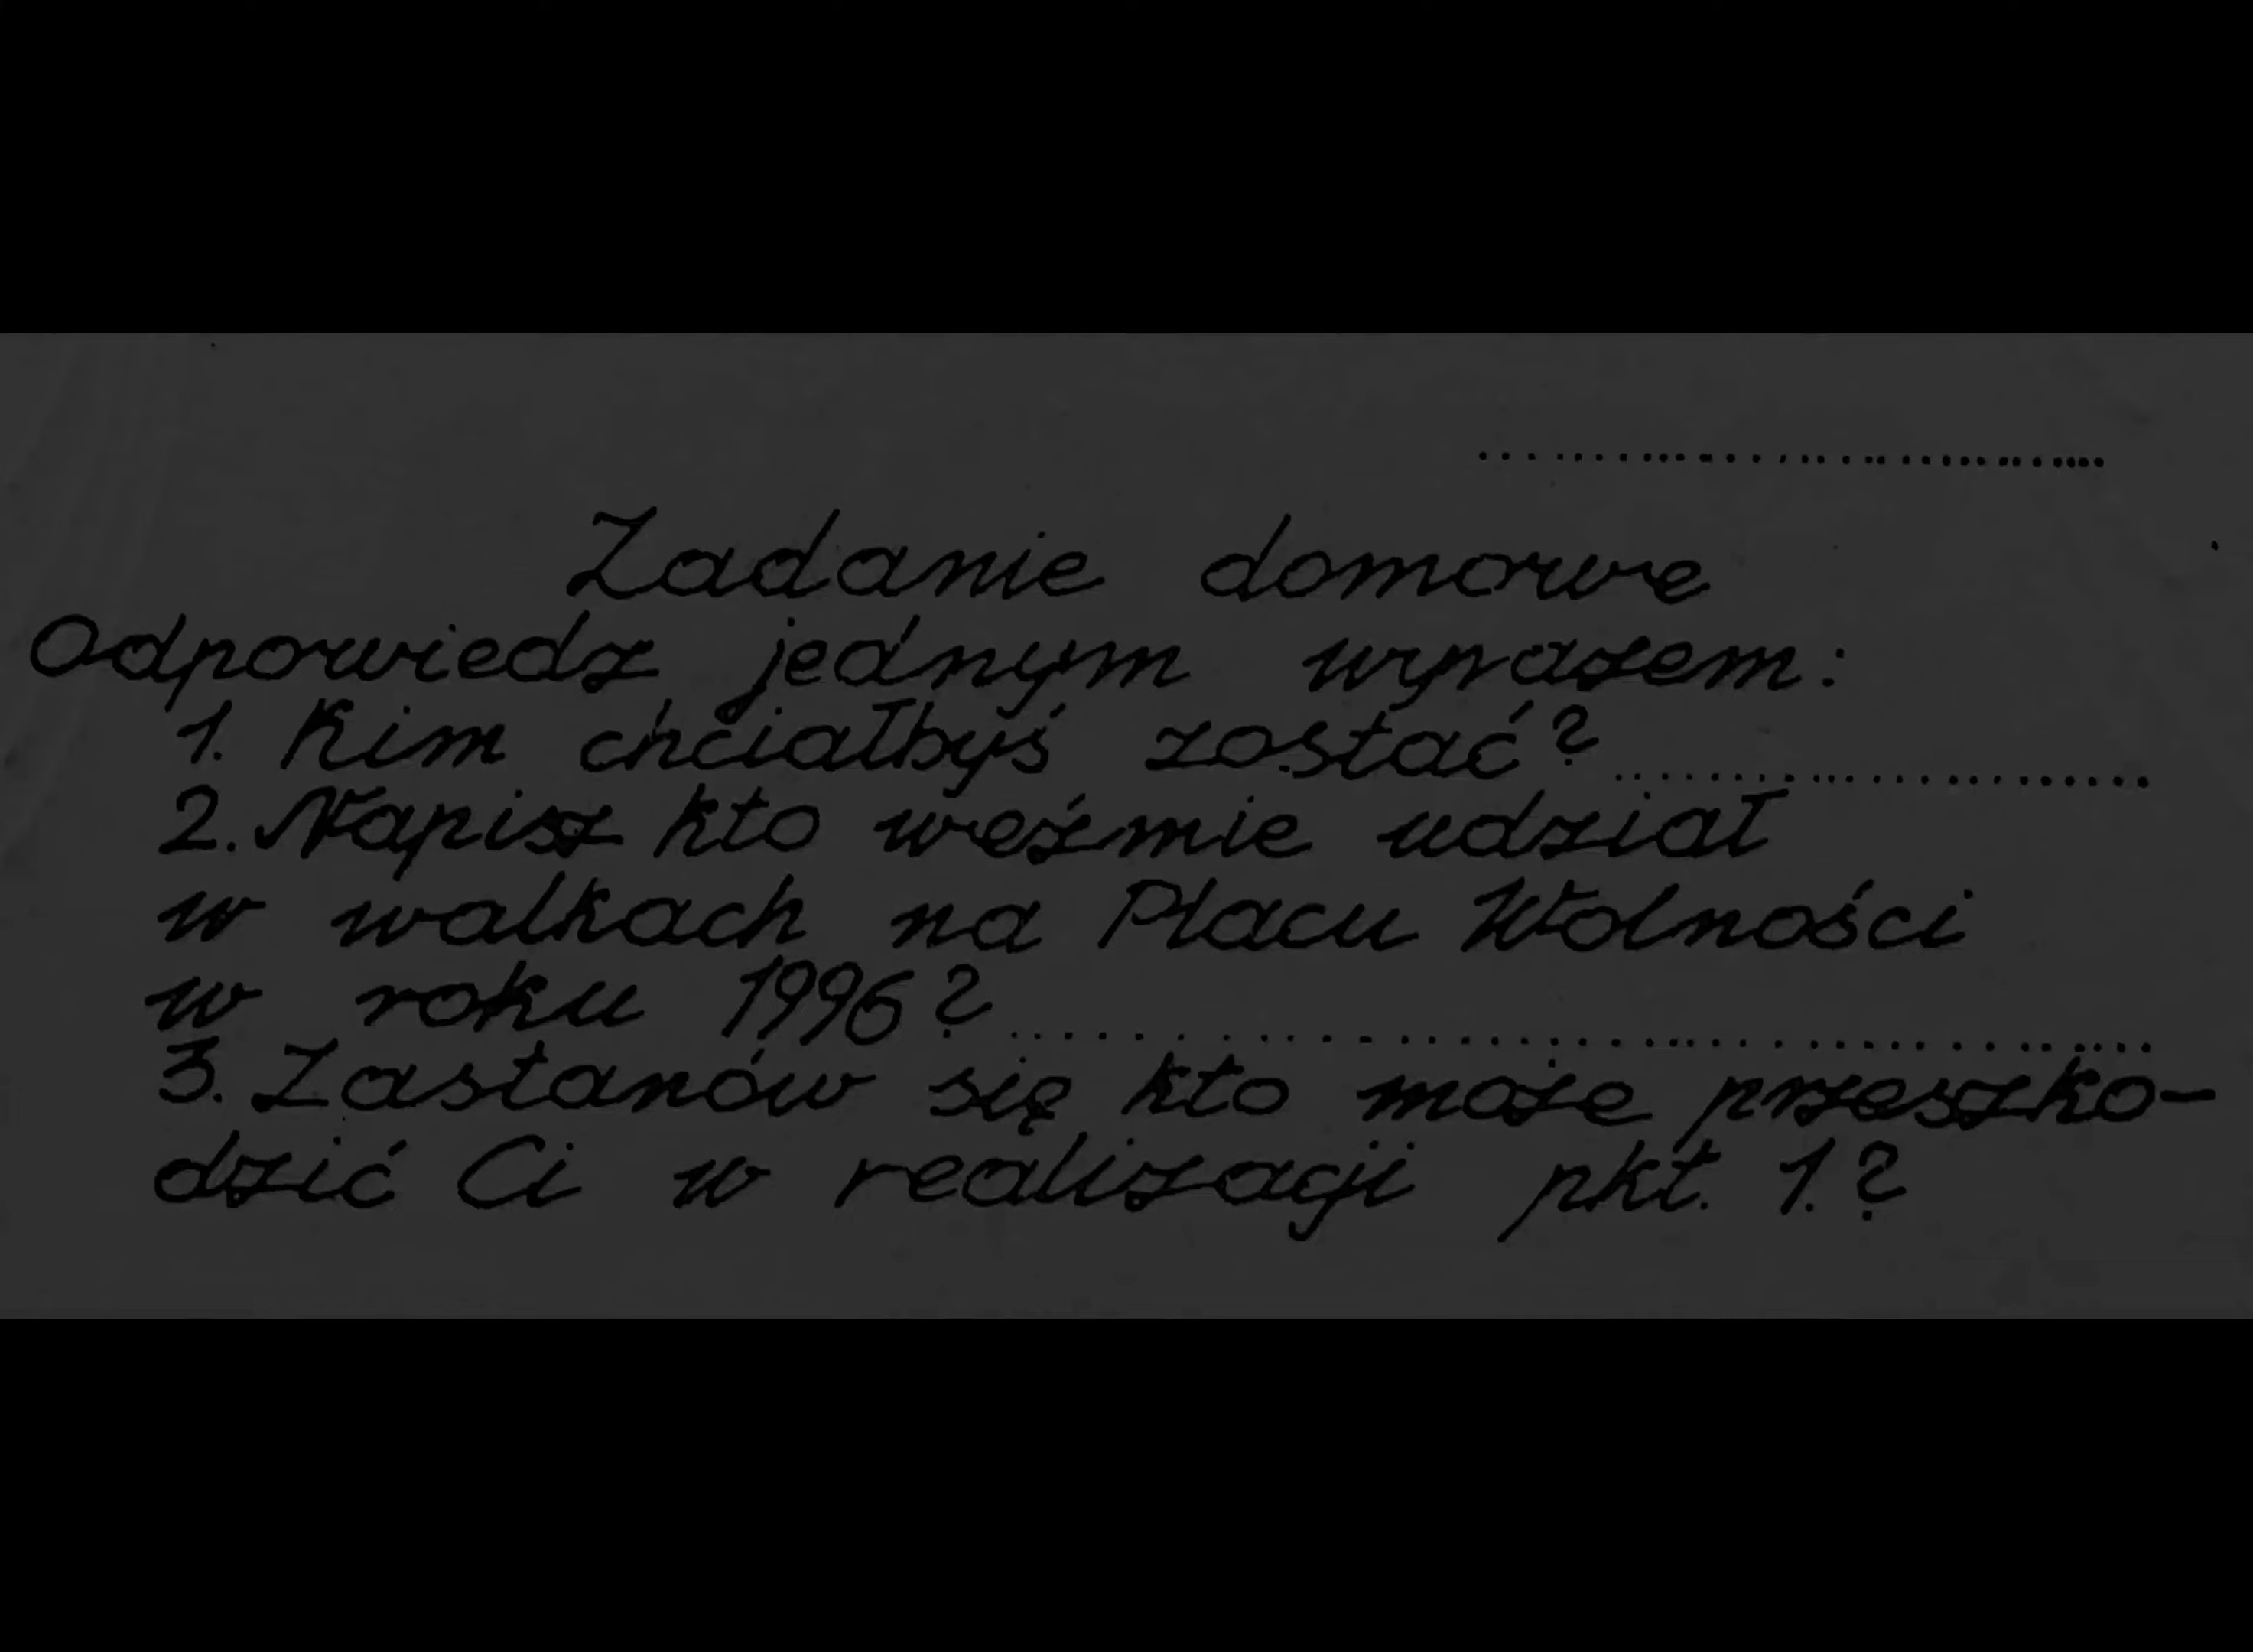 ........................................
Zadanie domowe
Odpowiedz jednym wyrazem:
1. Kim chciałbyś zostać? ..............................
2. Napisz kto weźmie udział
w walkach na Placu Wolności
w roku 1996? ........................................
3. Zastanów się kto może przeszko-
dzić Ci w realizacji pkt. 1.?